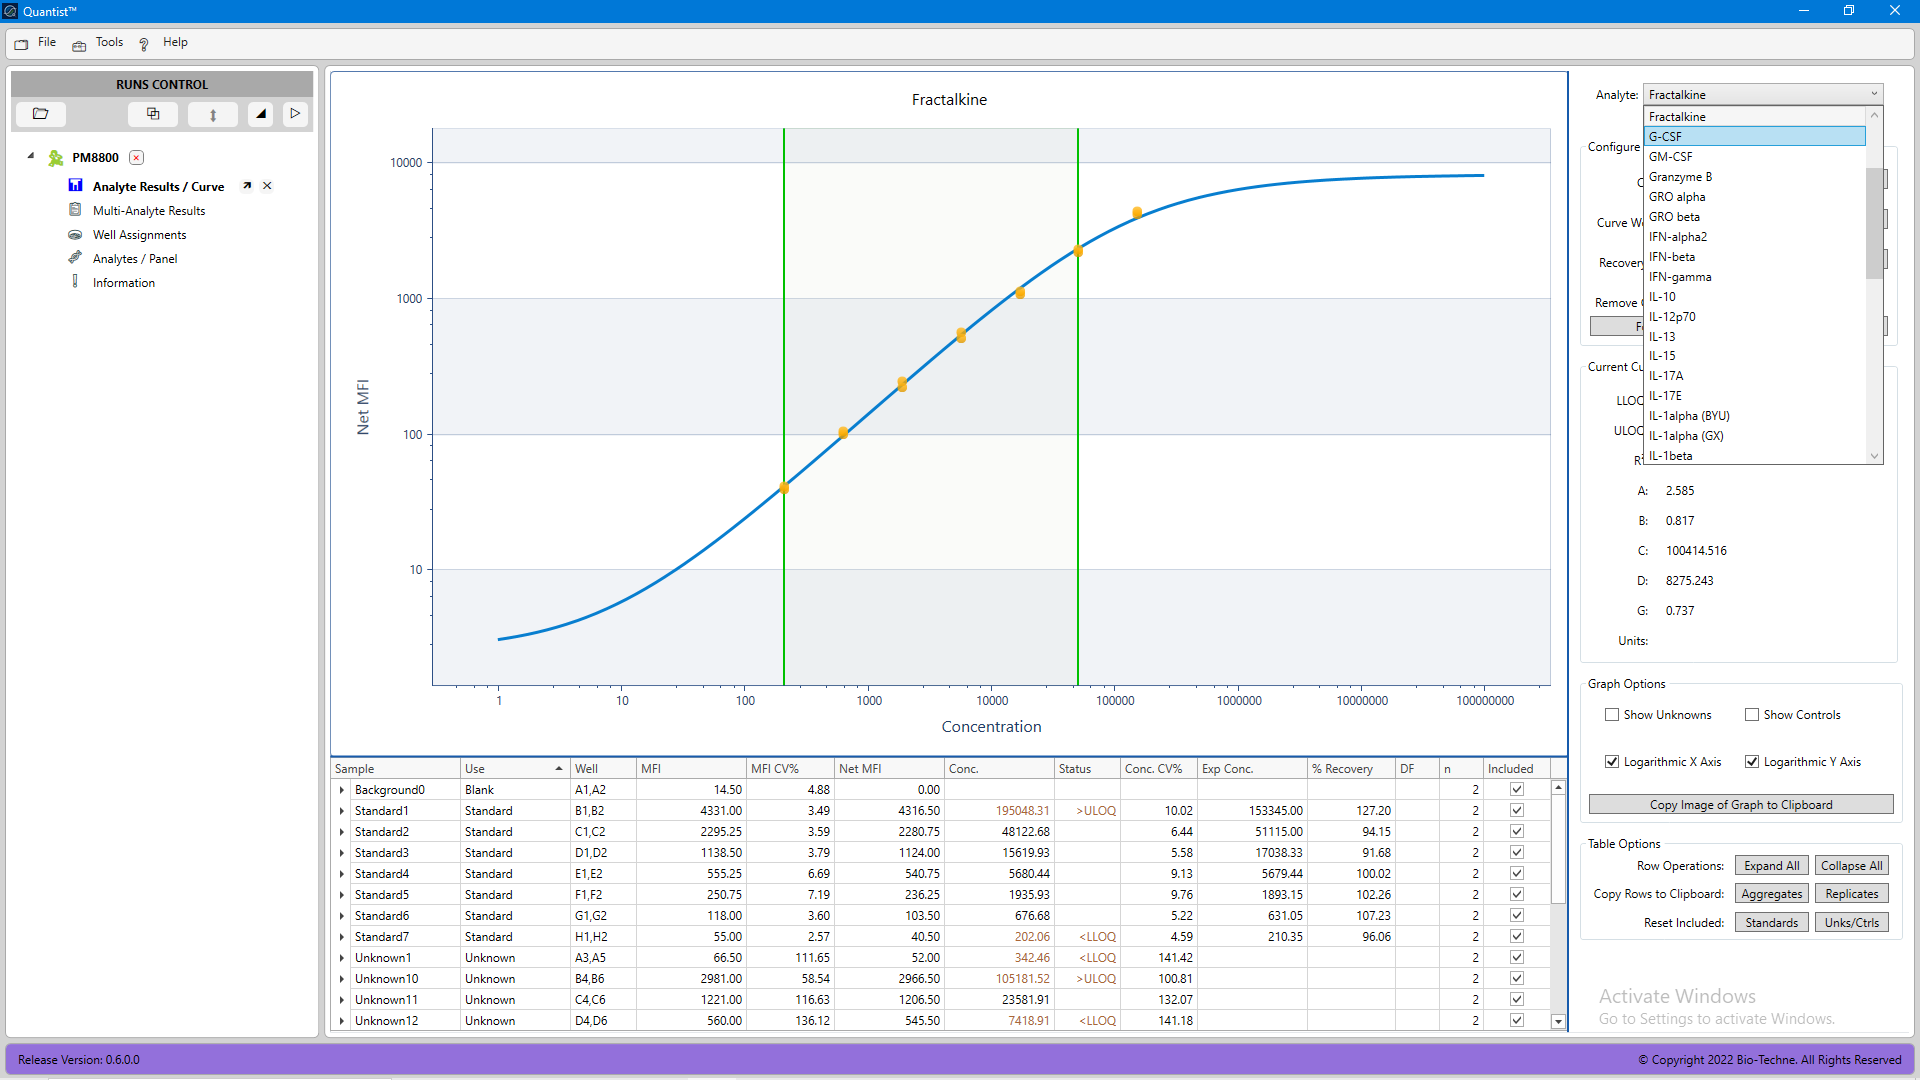 Quantist™
File Tools Help
RUNS CONTROL
PM8800
Analyte Results / Curve
Multi-Analyte Results
Well Assignments
Analytes / Panel
Information
Fractalkine
10000
1000
100
10
Net MFI
1 10 100 1000 10000 100000 1000000 10000000 100000000
Concentration
Analyte: Fractalkine
Fractalkine
G-CSF
GM-CSF
Granzyme B
GRO alpha
GRO beta
IFN-alpha2
IFN-beta
IFN-gamma
IL-10
IL-12p70
IL-13
IL-15
IL-17A
IL-17E
IL-1alpha (BYU)
IL-1alpha (GX)
IL-1beta
Configure
Curve W
Recovery
Remove
Current Cu
LLOQ
ULOQ
A: 2.585
B: 0.817
C: 100414.516
D: 8275.243
G: 0.737
Units:
Graph Options
Show Unknowns Show Controls
Logarithmic X Axis Logarithmic Y Axis
Copy Image of Graph to Clipboard
Table Options
Row Operations: Expand All Collapse All
Copy Rows to Clipboard: Aggregates Replicates
Reset Included: Standards Unks/Ctrls
Sample Use Well MFI MFI CV% Net MFI Conc. Status Conc. CV% Exp Conc. % Recovery DF n Included
Background0 Blank A1,A2 14.50 4.88 0.00 2
Standard1 Standard B1,B2 4331.00 3.49 4316.50 195048.31 >ULOQ 10.02 153345.00 127.20 2
Standard2 Standard C1,C2 2295.25 3.59 2280.75 48122.68 6.44 51115.00 94.15 2
Standard3 Standard D1,D2 1138.50 3.79 1124.00 15619.93 5.58 17038.33 91.68 2
Standard4 Standard E1,E2 555.25 6.69 540.75 5680.44 9.13 5679.44 100.02 2
Standard5 Standard F1,F2 250.75 7.19 236.25 1935.93 9.76 1893.15 102.26 2
Standard6 Standard G1,G2 118.00 3.60 103.50 676.68 5.22 631.05 107.23 2
Standard7 Standard H1,H2 55.00 2.57 40.50 202.06 <LLOQ 4.59 210.35 96.06 2
Unknown1 Unknown A3,A5 66.50 111.65 52.00 342.46 <LLOQ 141.42 2
Unknown10 Unknown B4,B6 2981.00 58.54 2966.50 105181.52 >ULOQ 100.81 2
Unknown11 Unknown C4,C6 1221.00 116.63 1206.50 23581.91 132.07 2
Unknown12 Unknown D4,D6 560.00 136.12 545.50 7418.91 <LLOQ 141.18 2
Activate Windows
Go to Settings to activate Windows.
Release Version: 0.6.0.0
© Copyright 2022 Bio-Techne. All Rights Reserved